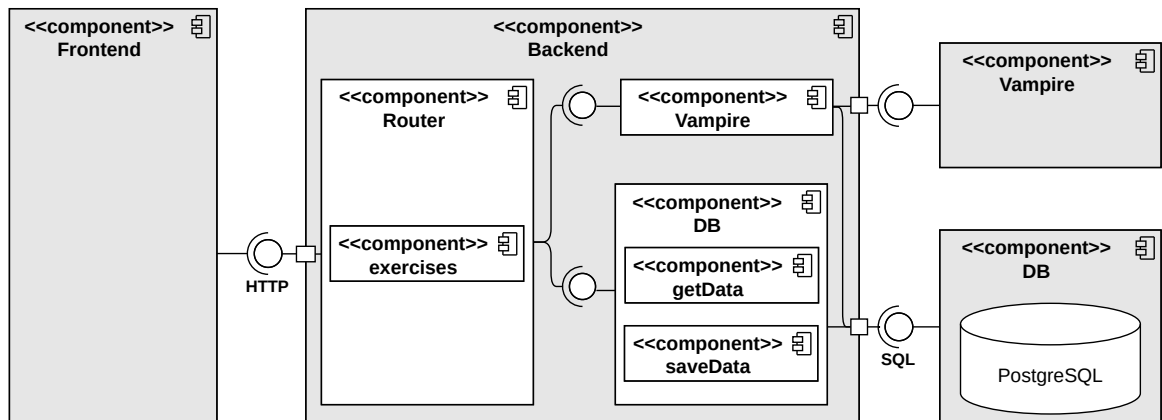 <<component>>
Frontend
HTTP
<<component>>
Backend
<<component>>
Router
<<component>>
exercises
<<component>>
Vampire
<<component>>
DB
<<component>>
getData
<<component>>
saveData
<<component>>
Vampire
SQL
<<component>>
DB
PostgreSQL